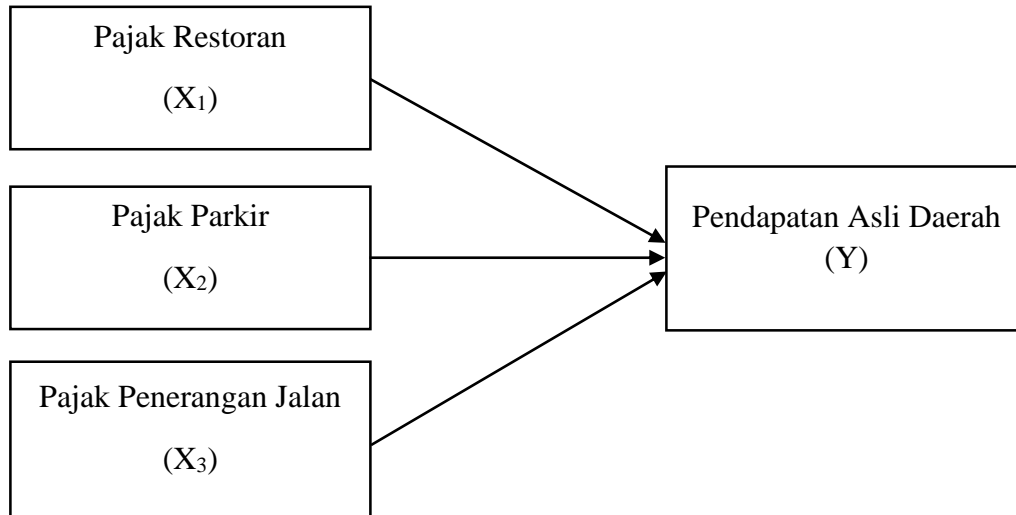 Pajak Restoran
(X₁)
Pajak Parkir
(X₂)
Pajak Penerangan Jalan
(X₃)
Pendapatan Asli Daerah
(Y)